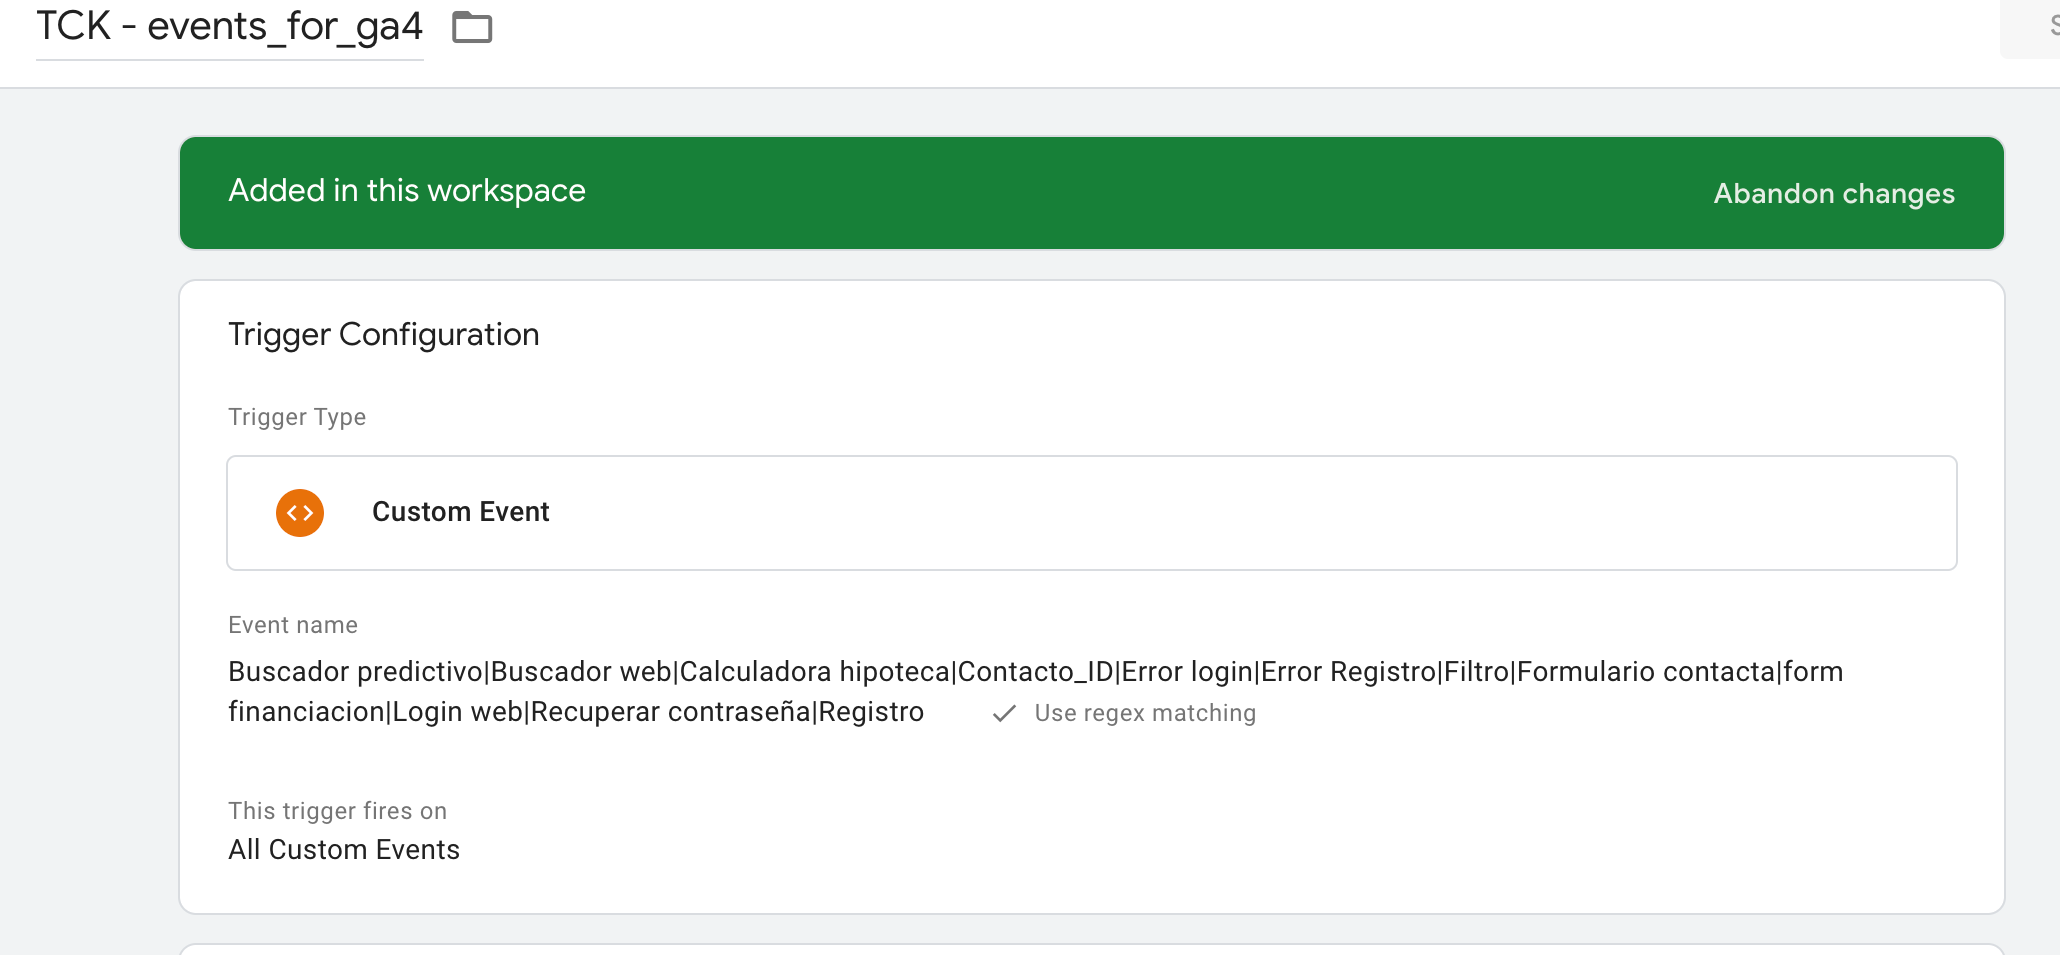 TCK - events_for_ga4
Added in this workspace
Abandon changes
Trigger Configuration
Trigger Type
Custom Event
Event name
Buscador predictivo|Buscador web|Calculadora hipoteca|Contacto_ID|Error login|Error Registro|Filtro|Formulario contacta|form
financiacion|Login web|Recuperar contraseña|Registro
Use regex matching
This trigger fires on
All Custom Events